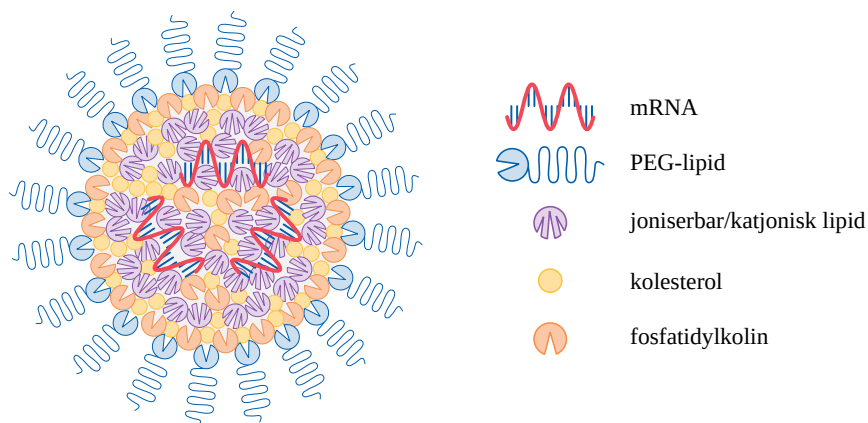 mRNA
PEG-lipid
joniserbar/katjonisk lipid
kolesterol
fosfatidylkolin